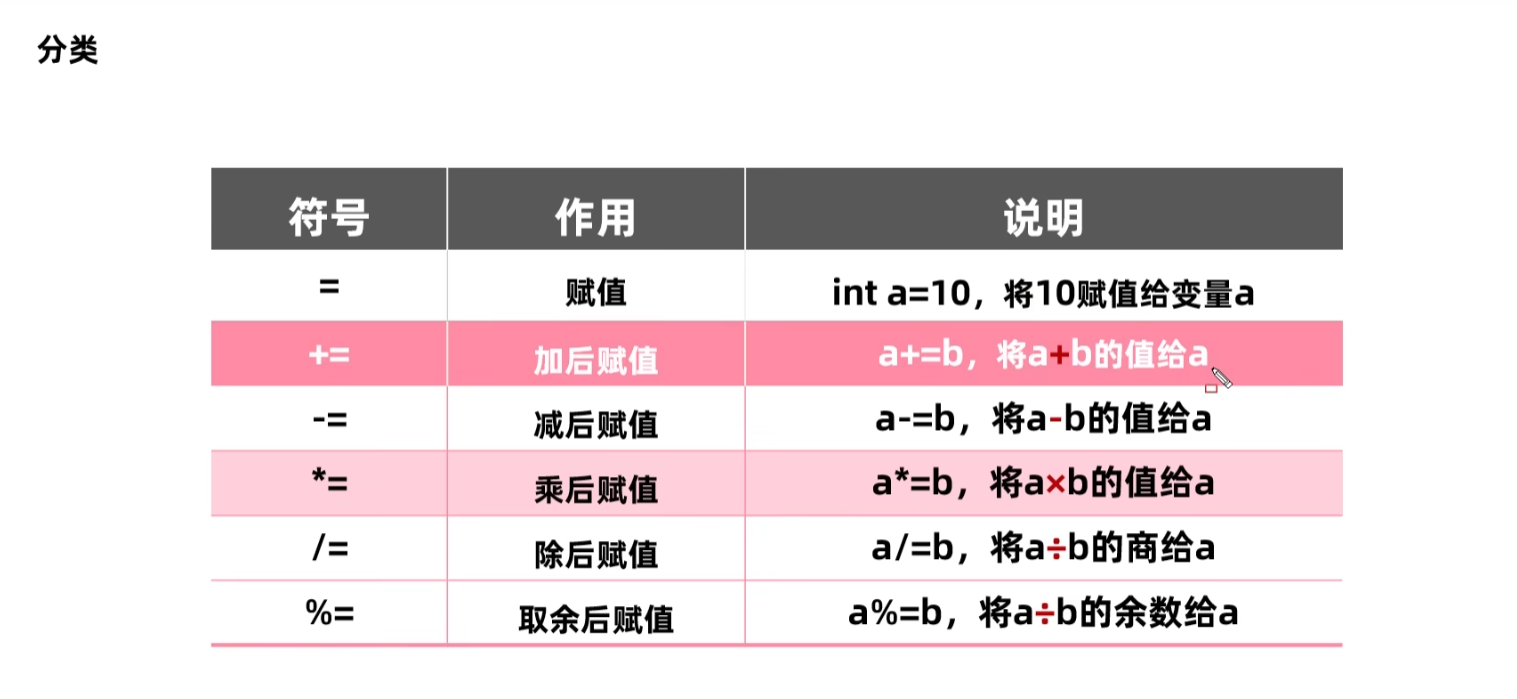 分类
符号 作用 说明
= 赋值 int a=10，将10赋值给变量a
+= 加后赋值 a+=b，将a+b的值给a
-= 减后赋值 a-=b，将a-b的值给a
*= 乘后赋值 a*=b，将a×b的值给a
/= 除后赋值 a/=b，将a÷b的商给a
%= 取余后赋值 a%=b，将a÷b的余数给a